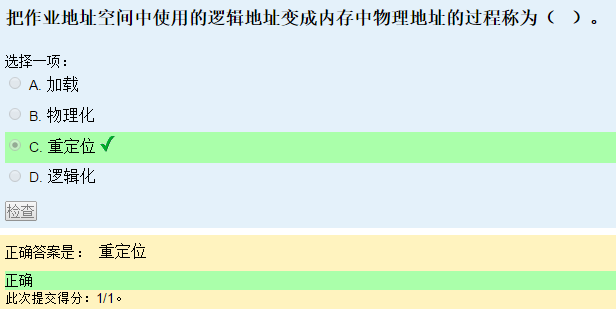 把作业地址空间中使用的逻辑地址变成内存中物理地址的过程称为（ ）。
选择一项：
A. 加载
B. 物理化
C. 重定位
D. 逻辑化
检查
正确答案是： 重定位
正确
此次提交得分：1/1。